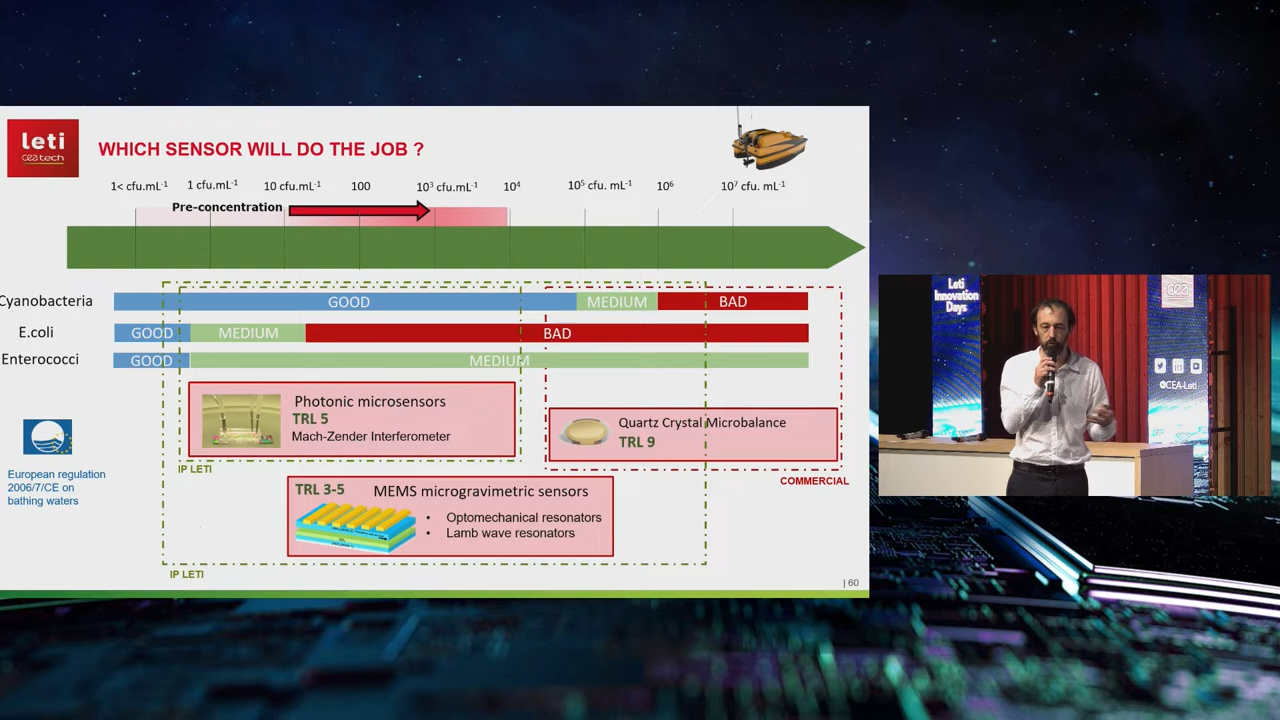 leti
ceatech
WHICH SENSOR WILL DO THE JOB ?
1< cfu.mL-1 1 cfu.mL-1 10 cfu.mL-1 100 10³ cfu.mL-1 10⁴ 10⁵ cfu. mL-1 10⁶ 10⁷ cfu. mL-1
Pre-concentration
Cyanobacteria GOOD MEDIUM BAD
E.coli GOOD MEDIUM BAD
Enterococci GOOD MEDIUM
Photonic microsensors
TRL 5
Mach-Zender Interferometer
IP LETI
Quartz Crystal Microbalance
TRL 9
COMMERCIAL
European regulation
2006/7/CE on
bathing waters
TRL 3-5 MEMS microgravimetric sensors
• Optomechanical resonators
• Lamb wave resonators
IP LETI
| 60
Leti
Innovation
Days
cea
@CEA-Leti